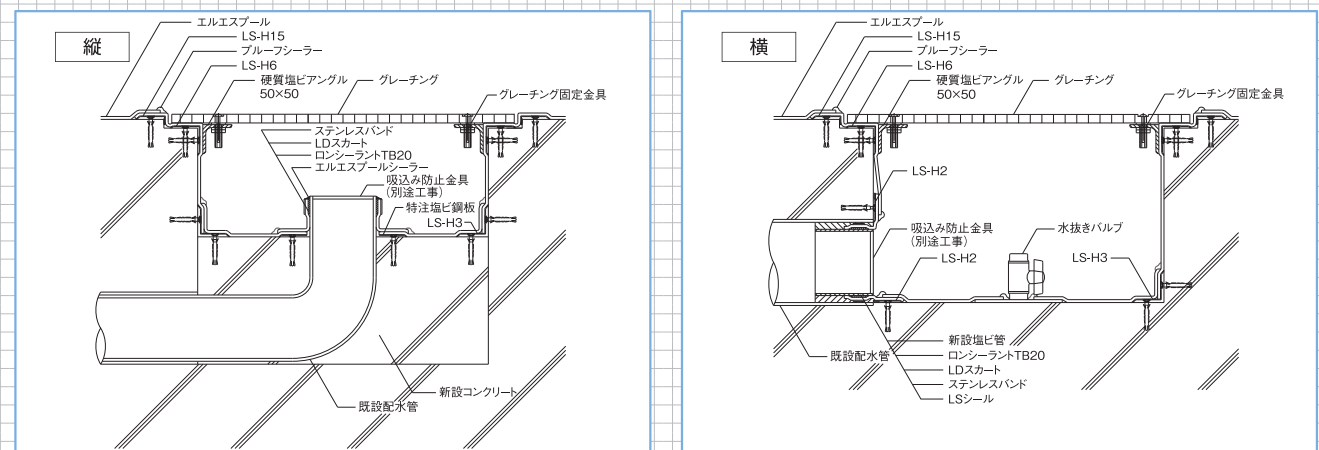 縦
エルエスプール
LS-H15
プルーフシーラー
LS-H6
硬質塩ビアングル
50×50
グレーチング
グレーチング固定金具
ステンレスバンド
LDスカート
ロンシーラントTB20
エルエスプールシーラー
吸込み防止金具
(別途工事)
特注塩ビ鋼板
LS-H3
新設コンクリート
既設配水管
横
エルエスプール
LS-H15
プルーフシーラー
LS-H6
硬質塩ビアングル
50×50
グレーチング
グレーチング固定金具
LS-H2
吸込み防止金具
(別途工事)
LS-H2
水抜きバルブ
LS-H3
既設配水管
新設塩ビ管
ロンシーラントTB20
LDスカート
ステンレスバンド
LSシール